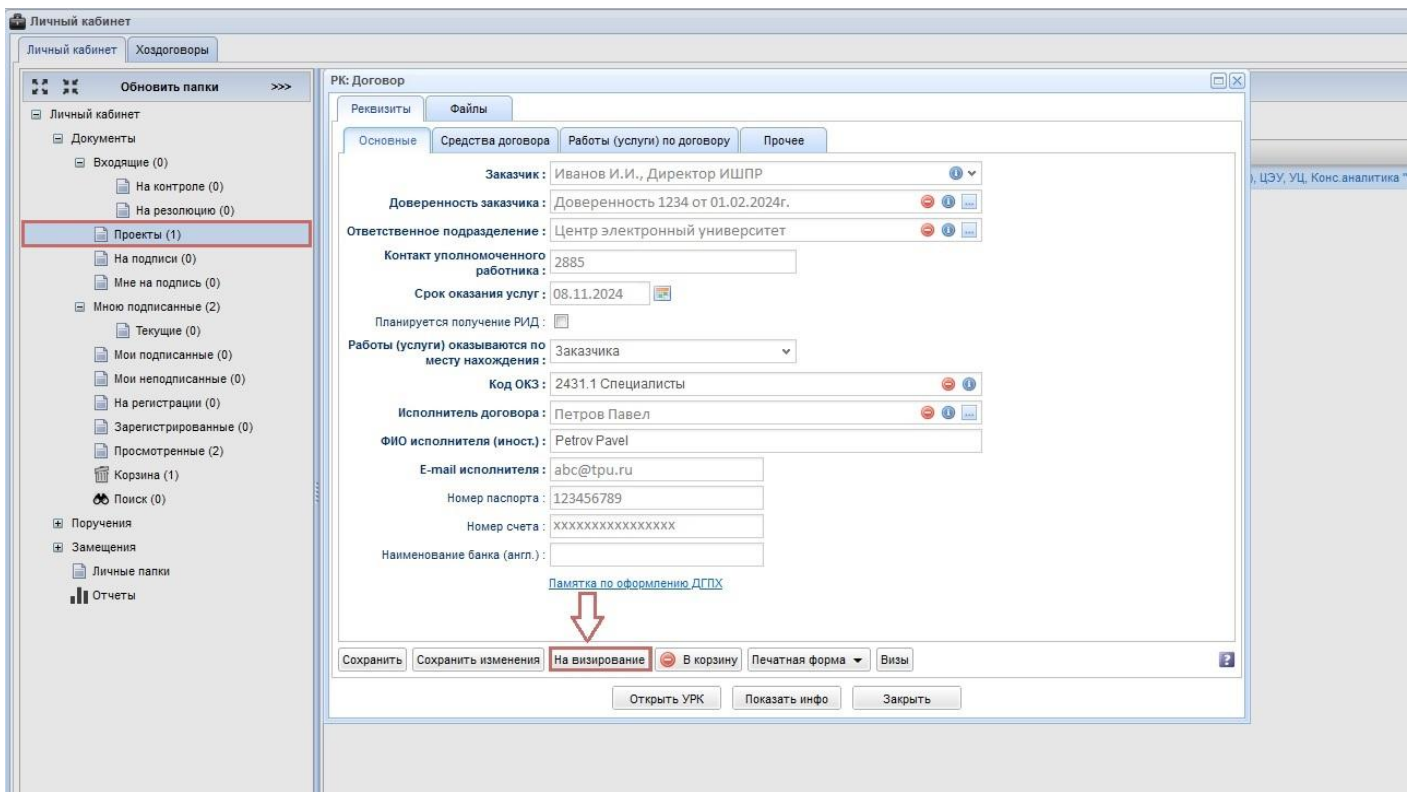 Личный кабинет
Личный кабинет
Хоздоговоры
Обновить папки >>>
Личный кабинет
Документы
Входящие (0)
На контроле (0)
На резолюцию (0)
Проекты (1)
На подписи (0)
Мне на подпись (0)
Мною подписанные (2)
Текущие (0)
Мои подписанные (0)
Мои неподписанные (0)
На регистрации (0)
Зарегистрированные (0)
Просмотренные (2)
Корзина (1)
Поиск (0)
Поручения
Замещения
Личные папки
Отчеты
РК: Договор
Реквизиты
Файлы
Основные
Средства договора
Работы (услуги) по договору
Прочее
Заказчик : Иванов И.И., Директор ИШПР
Доверенность заказчика : Доверенность 1234 от 01.02.2024г.
Ответственное подразделение : Центр электронный университет
Контакт уполномоченного
работника : 2885
Срок оказания услуг : 08.11.2024
Планируется получение РИД :
Работы (услуги) оказываются по
месту нахождения : Заказчика
Код ОКЗ : 2431.1 Специалисты
Исполнитель договора : Петров Павел
ФИО исполнителя (иност.) : Petrov Pavel
E-mail исполнителя : abc@tpu.ru
Номер паспорта : 123456789
Номер счета : xxxxxxxxxxxxxxxx
Наименование банка (англ.) :
Памятка по оформлению ДГПХ
Сохранить
Сохранить изменения
На визирование
В корзину
Печатная форма
Визы
?
Открыть УРК
Показать инфо
Закрыть
), ЦЭУ, УЦ, Конс.аналитика "